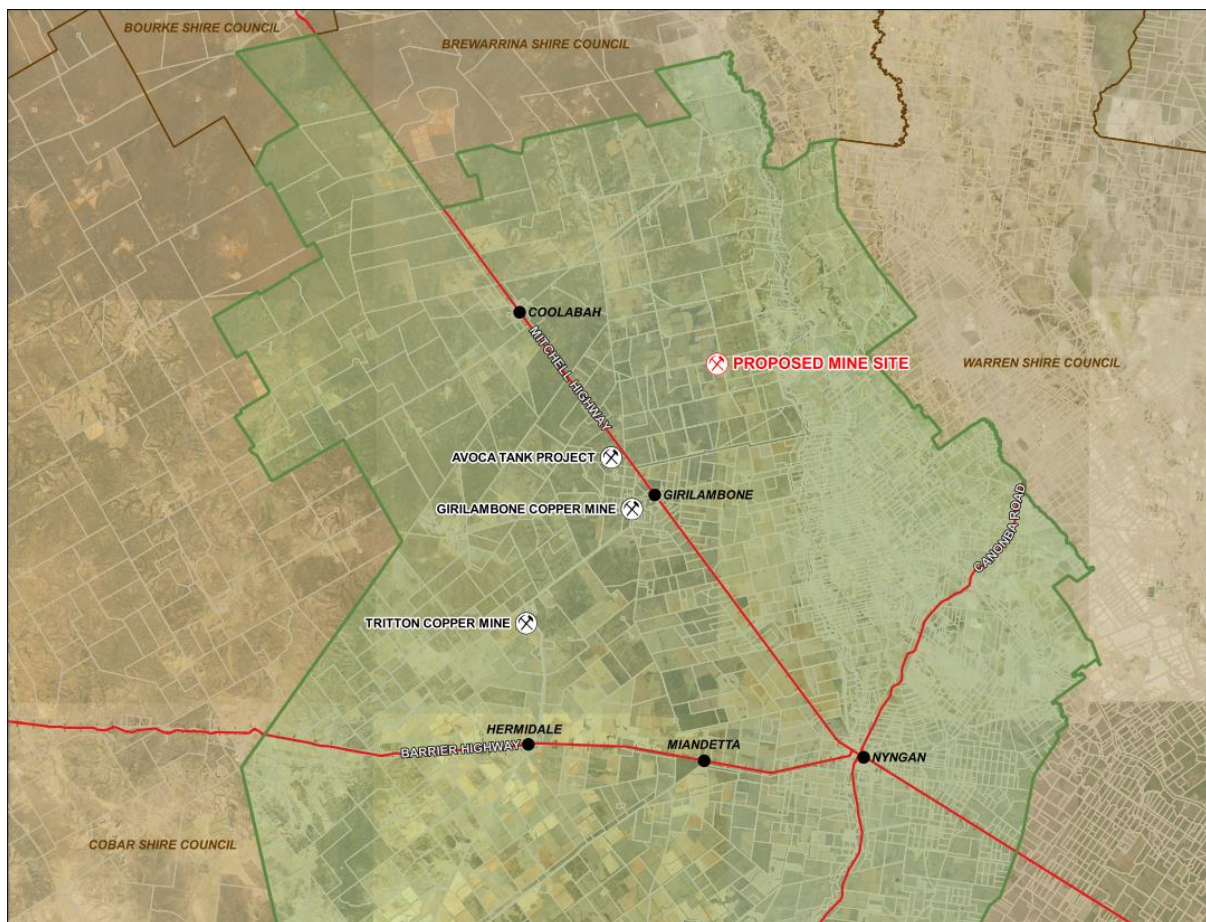 BOURKE SHIRE COUNCIL
BREWARRINA SHIRE COUNCIL
COOLABAH
MITCHELL HIGHWAY
PROPOSED MINE SITE
WARREN SHIRE COUNCIL
AVOCA TANK PROJECT
GIRILAMBONE
GIRILAMBONE COPPER MINE
CANONBA ROAD
TRITTON COPPER MINE
HERMIDALE
BARRIER HIGHWAY
MIANDETTA
NYNGAN
COBAR SHIRE COUNCIL